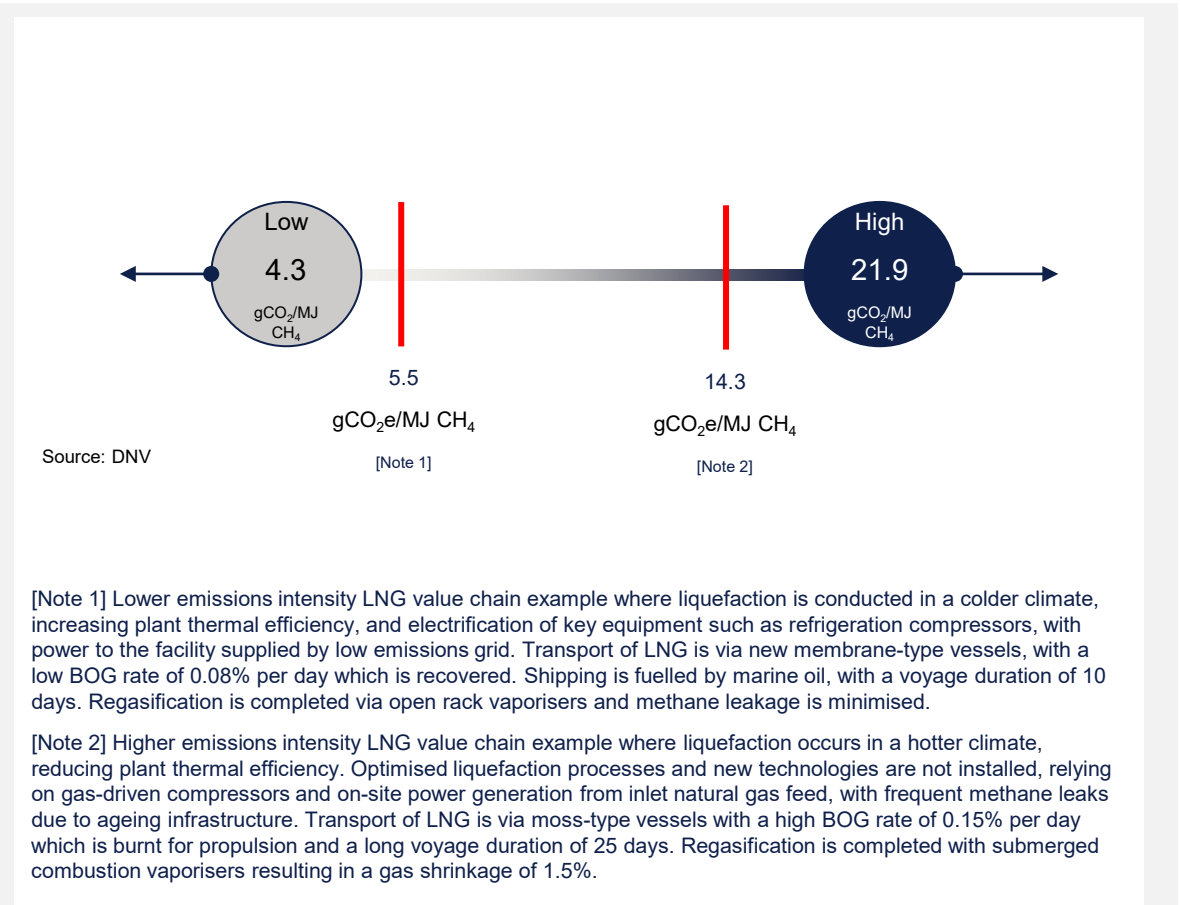 Low
4.3
gCO₂/MJ
CH₄
High
21.9
gCO₂/MJ
CH₄
5.5
gCO₂e/MJ CH₄
[Note 1]
14.3
gCO₂e/MJ CH₄
[Note 2]
Source: DNV
[Note 1] Lower emissions intensity LNG value chain example where liquefaction is conducted in a colder climate,
increasing plant thermal efficiency, and electrification of key equipment such as refrigeration compressors, with
power to the facility supplied by low emissions grid. Transport of LNG is via new membrane-type vessels, with a
low BOG rate of 0.08% per day which is recovered. Shipping is fuelled by marine oil, with a voyage duration of 10
days. Regasification is completed via open rack vaporisers and methane leakage is minimised.
[Note 2] Higher emissions intensity LNG value chain example where liquefaction occurs in a hotter climate,
reducing plant thermal efficiency. Optimised liquefaction processes and new technologies are not installed, relying
on gas-driven compressors and on-site power generation from inlet natural gas feed, with frequent methane leaks
due to ageing infrastructure. Transport of LNG is via moss-type vessels with a high BOG rate of 0.15% per day
which is burnt for propulsion and a long voyage duration of 25 days. Regasification is completed with submerged
combustion vaporisers resulting in a gas shrinkage of 1.5%.